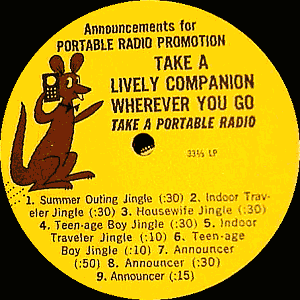 Announcements for
PORTABLE RADIO PROMOTION
TAKE A
LIVELY COMPANION
WHEREVER YOU GO
TAKE A PORTABLE RADIO
33⅓ LP
1. Summer Outing Jingle (:30) 2. Indoor Trav-
eler Jingle (:30) 3. Housewife Jingle (:30)
4. Teen-age Boy Jingle (:30) 5. Indoor
Traveler Jingle (:10) 6. Teen-age
Boy Jingle (:10) 7. Announcer
(:50) 8. Announcer (:30)
9. Announcer (:15)